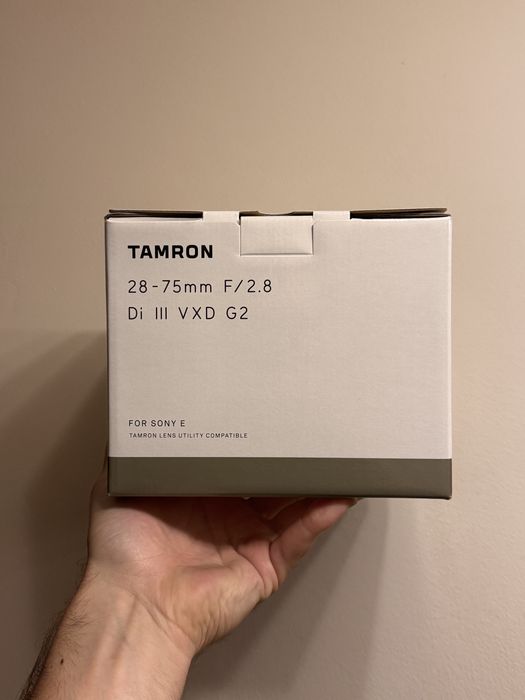 TAMRON
28-75mm F/2.8
Di III VXD G2
FOR SONY E
TAMRON LENS UTILITY COMPATIBLE